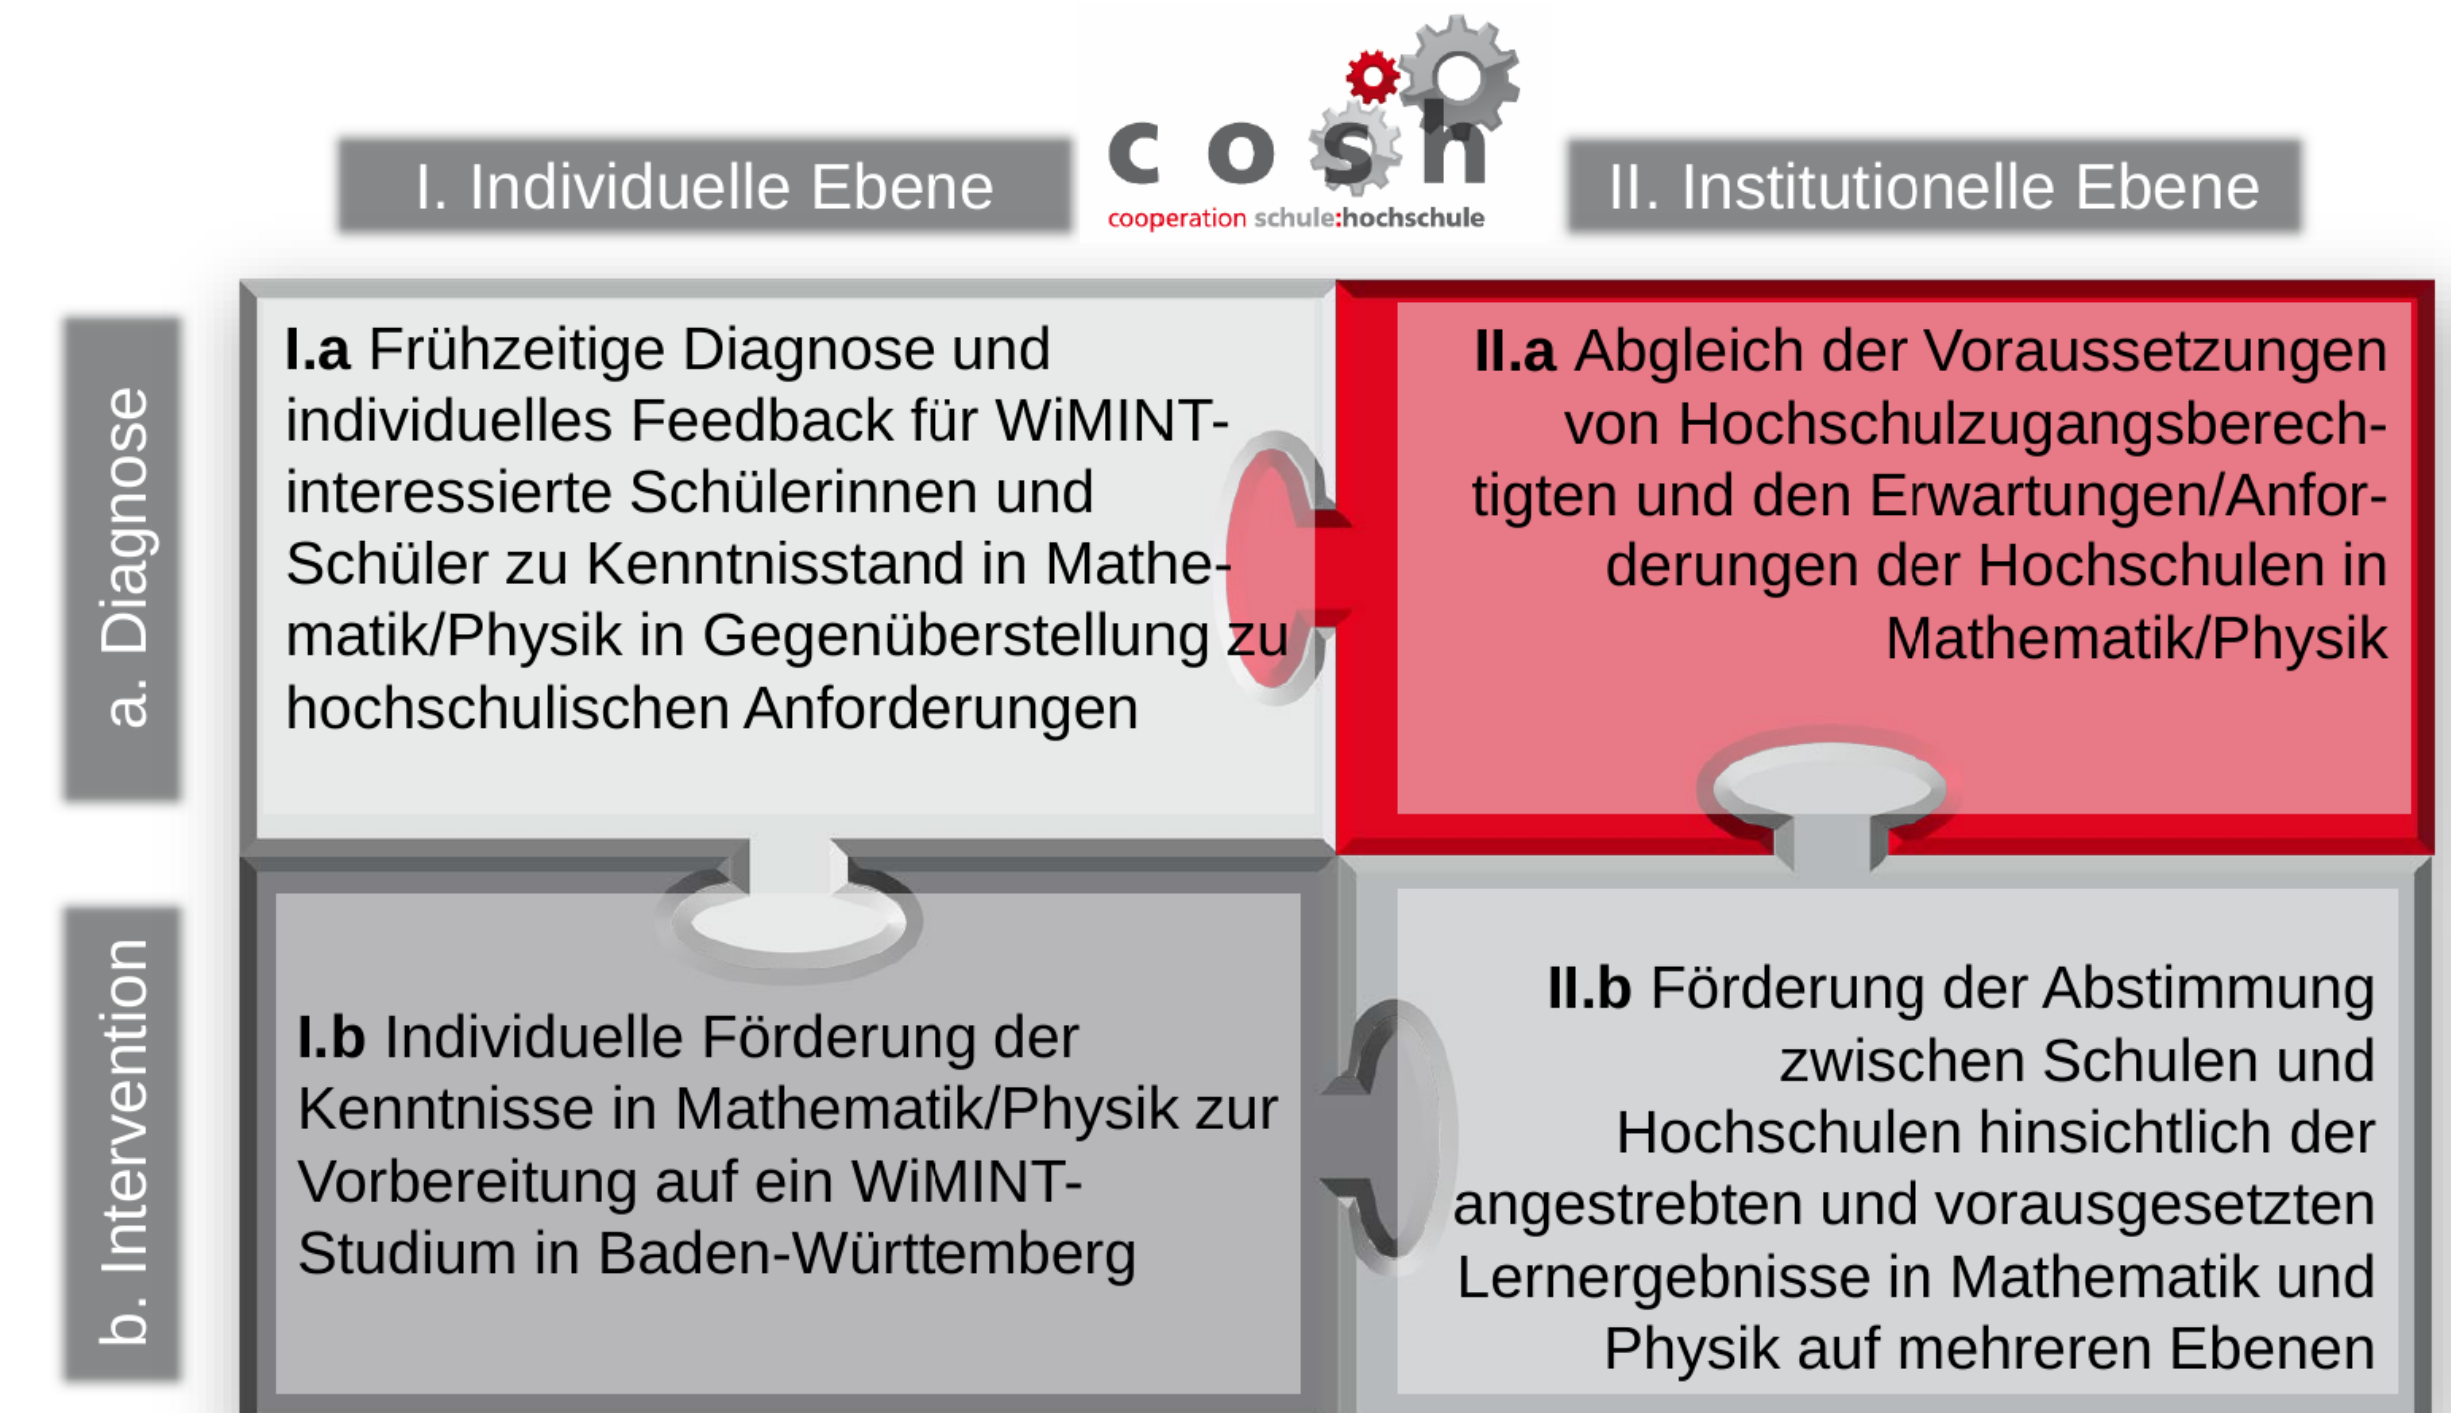 cosh
cooperation schule:hochschule
I. Individuelle Ebene
II. Institutionelle Ebene
a. Diagnose
I.a Frühzeitige Diagnose und
individuelles Feedback für WiMINT-
interessierte Schülerinnen und
Schüler zu Kenntnisstand in Mathe-
matik/Physik in Gegenüberstellung zu
hochschulischen Anforderungen
II.a Abgleich der Voraussetzungen
von Hochschulzugangsberech-
tigten und den Erwartungen/Anfor-
derungen der Hochschulen in
Mathematik/Physik
b. Intervention
I.b Individuelle Förderung der
Kenntnisse in Mathematik/Physik zur
Vorbereitung auf ein WiMINT-
Studium in Baden-Württemberg
II.b Förderung der Abstimmung
zwischen Schulen und
Hochschulen hinsichtlich der
angestrebten und vorausgesetzten
Lernergebnisse in Mathematik und
Physik auf mehreren Ebenen